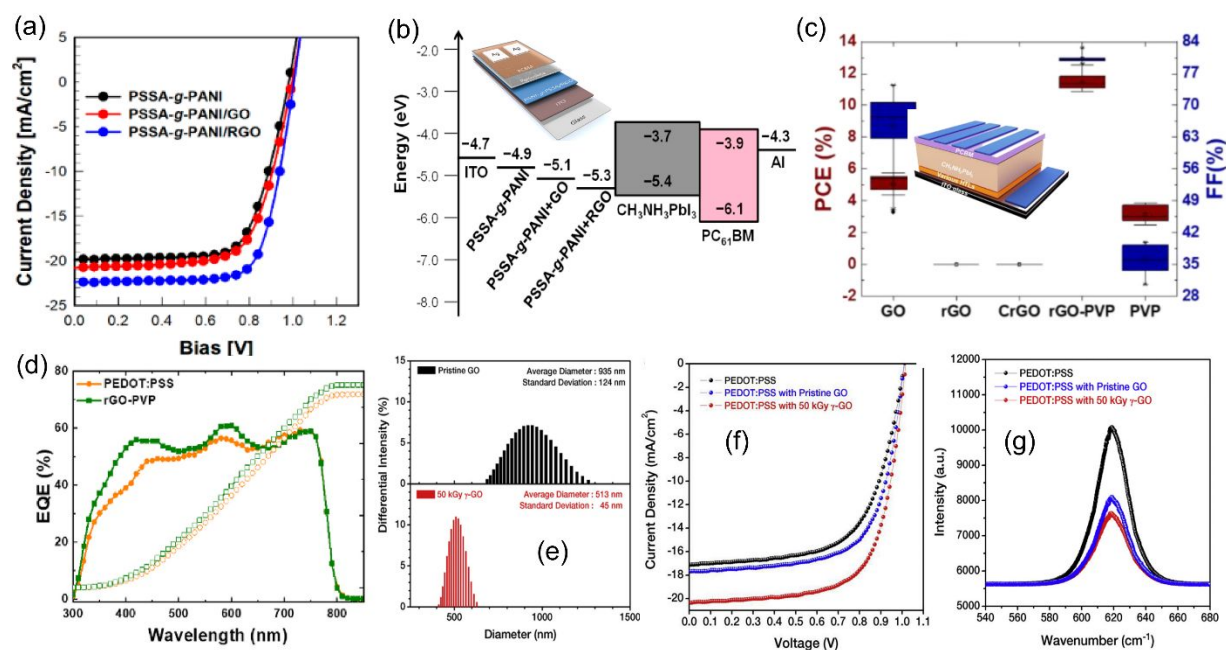 (a)
5
0
-5
-10
-15
-20
-25
Current Density [mA/cm²]
PSSA-g-PANI
PSSA-g-PANI/GO
PSSA-g-PANI/RGO
0.0 0.2 0.4 0.6 0.8 1.0 1.2
Bias [V]
(b)
-2.0
-3.0
-4.0
-5.0
-6.0
-7.0
-8.0
Energy (eV)
Ag Ag
Glass
−4.7
ITO
−4.9
PSSA-g-PANI
−5.1
PSSA-g-PANI+GO
−5.3
PSSA-g-PANI+RGO
−3.7
−5.4
CH₃NH₃PbI₃
−3.9
−6.1
PC₆₁BM
−4.3
Al
(c)
14
12
10
8
6
4
2
0
-2
PCE (%)
PCBM
ITO glass
84
77
70
63
56
49
42
35
28
FF(%)
GO rGO CrGO rGO-PVP PVP
(d)
80
60
40
20
0
EQE (%)
PEDOT:PSS
rGO-PVP
300 400 500 600 700 800
Wavelength (nm)
15
10
5
0
Pristine GO
Average Diameter : 935 nm
Standard Deviation : 124 nm
10
5
0
50 kGy γ-GO
Average Diameter : 513 nm
Standard Deviation : 45 nm
Differential Intensity (%)
(e)
500 1000 1500
Diameter (nm)
0
-2
-4
-6
-8
-10
-12
-14
-16
-18
-20
Current Density (mA/cm²)
PEDOT:PSS
PEDOT:PSS with Pristine GO
PEDOT:PSS with 50 kGy γ-GO
(f)
0.0 0.1 0.2 0.3 0.4 0.5 0.6 0.7 0.8 0.9 1.0 1.1
Voltage (V)
12000
11000
10000
9000
8000
7000
6000
5000
Intensity (a.u.)
PEDOT:PSS
PEDOT:PSS with Pristine GO
PEDOT:PSS with 50 kGy γ-GO
(g)
540 560 580 600 620 640 660 680
Wavenumber (cm⁻¹)